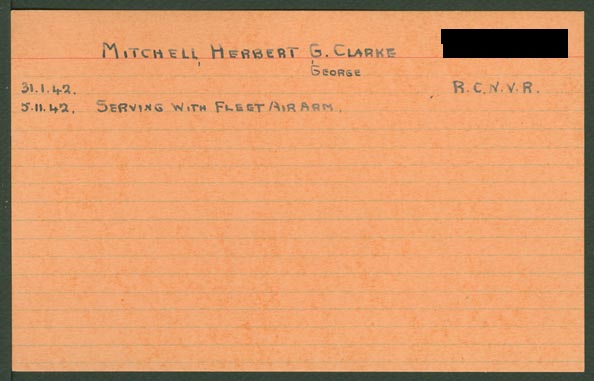 MITCHELL, HERBERT G. CLARKE
GEORGE
31.1.42. R.C.N.V.R.
5.11.42. SERVING WITH FLEET AIR ARM.